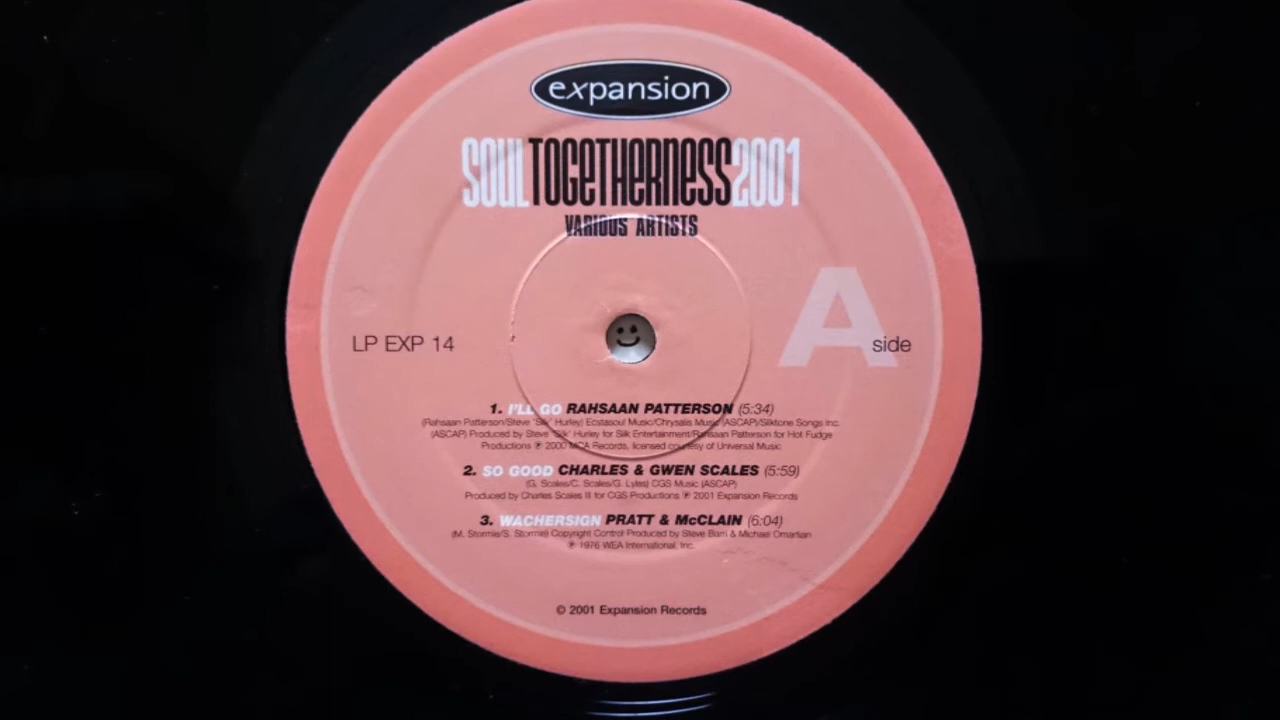 expansion
SOULTOGETHERNESS2001
VARIOUS ARTISTS
A
LP EXP 14
side
1. I'LL GO RAHSAAN PATTERSON (5:34)
(Rahsaan Patterson/Steve "Silk" Hurley) Ecstasoul Music/Chrysalis Music (ASCAP)/Silktone Songs Inc.
(ASCAP) Produced by Steve "Silk" Hurley for Silk Entertainment/Rahsaan Patterson for Hot Fudge
Productions ℗ 2000 MCA Records, licensed courtesy of Universal Music
2. SO GOOD CHARLES & GWEN SCALES (5:59)
(G. Scales/C. Scales/G. Lyles) CGS Music (ASCAP)
Produced by Charles Scales III for CGS Productions ℗ 2001 Expansion Records
3. WACHERSIGN PRATT & McCLAIN (6:04)
(M. Stormie/S. Stormie) Copyright Control Produced by Steve Barri & Michael Omartian
℗ 1976 WEA International, Inc.
© 2001 Expansion Records